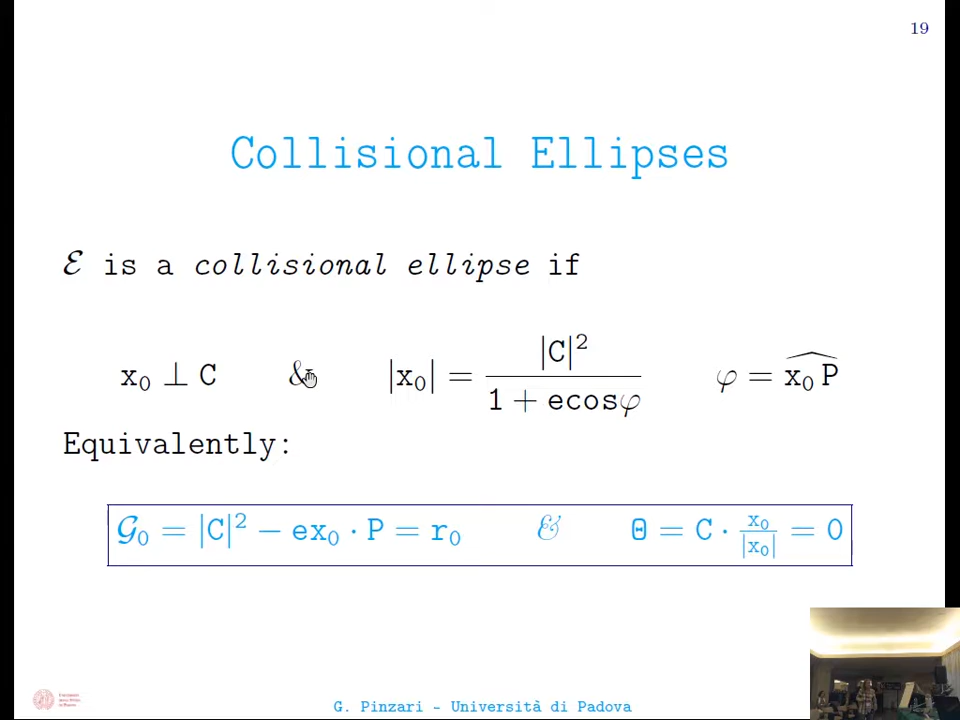 19
Collisional Ellipses
ℰ is a collisional ellipse if
x₀ ⊥ C & |x₀| = |C|² / (1 + ecosφ) φ = \widehat{x₀ P}
Equivalently:
𝒢₀ = |C|² − ex₀ · P = r₀ & Θ = C · x₀/|x₀| = 0
G. Pinzari - Università di Padova